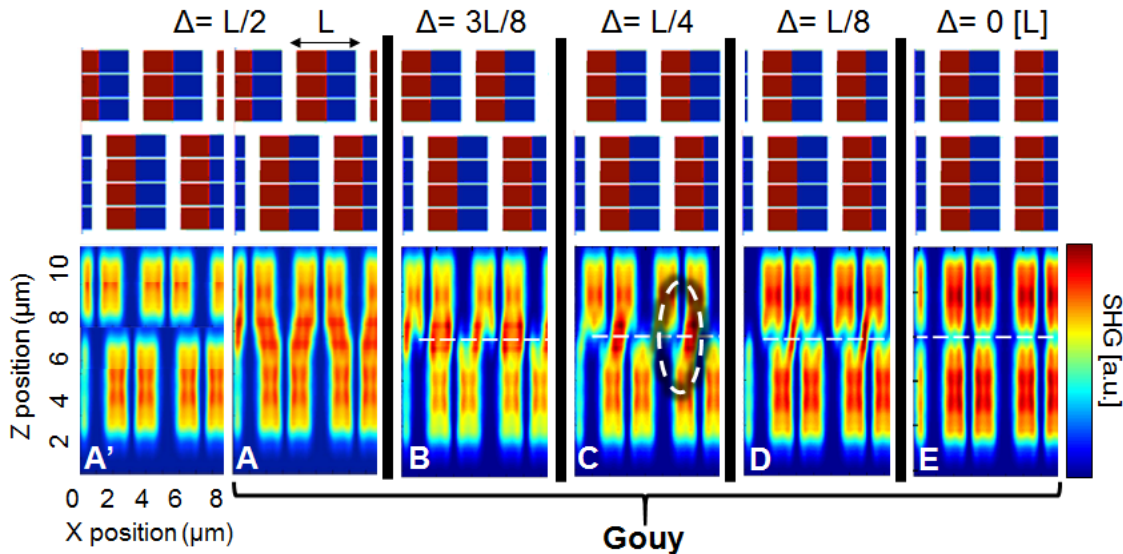 Δ= L/2 L Δ= 3L/8 Δ= L/4 Δ= L/8 Δ= 0 [L]
Z position (μm)
10
8
6
4
2
A’ A B C D E
SHG [a.u.]
0 2 4 6 8
X position (μm)
Gouy